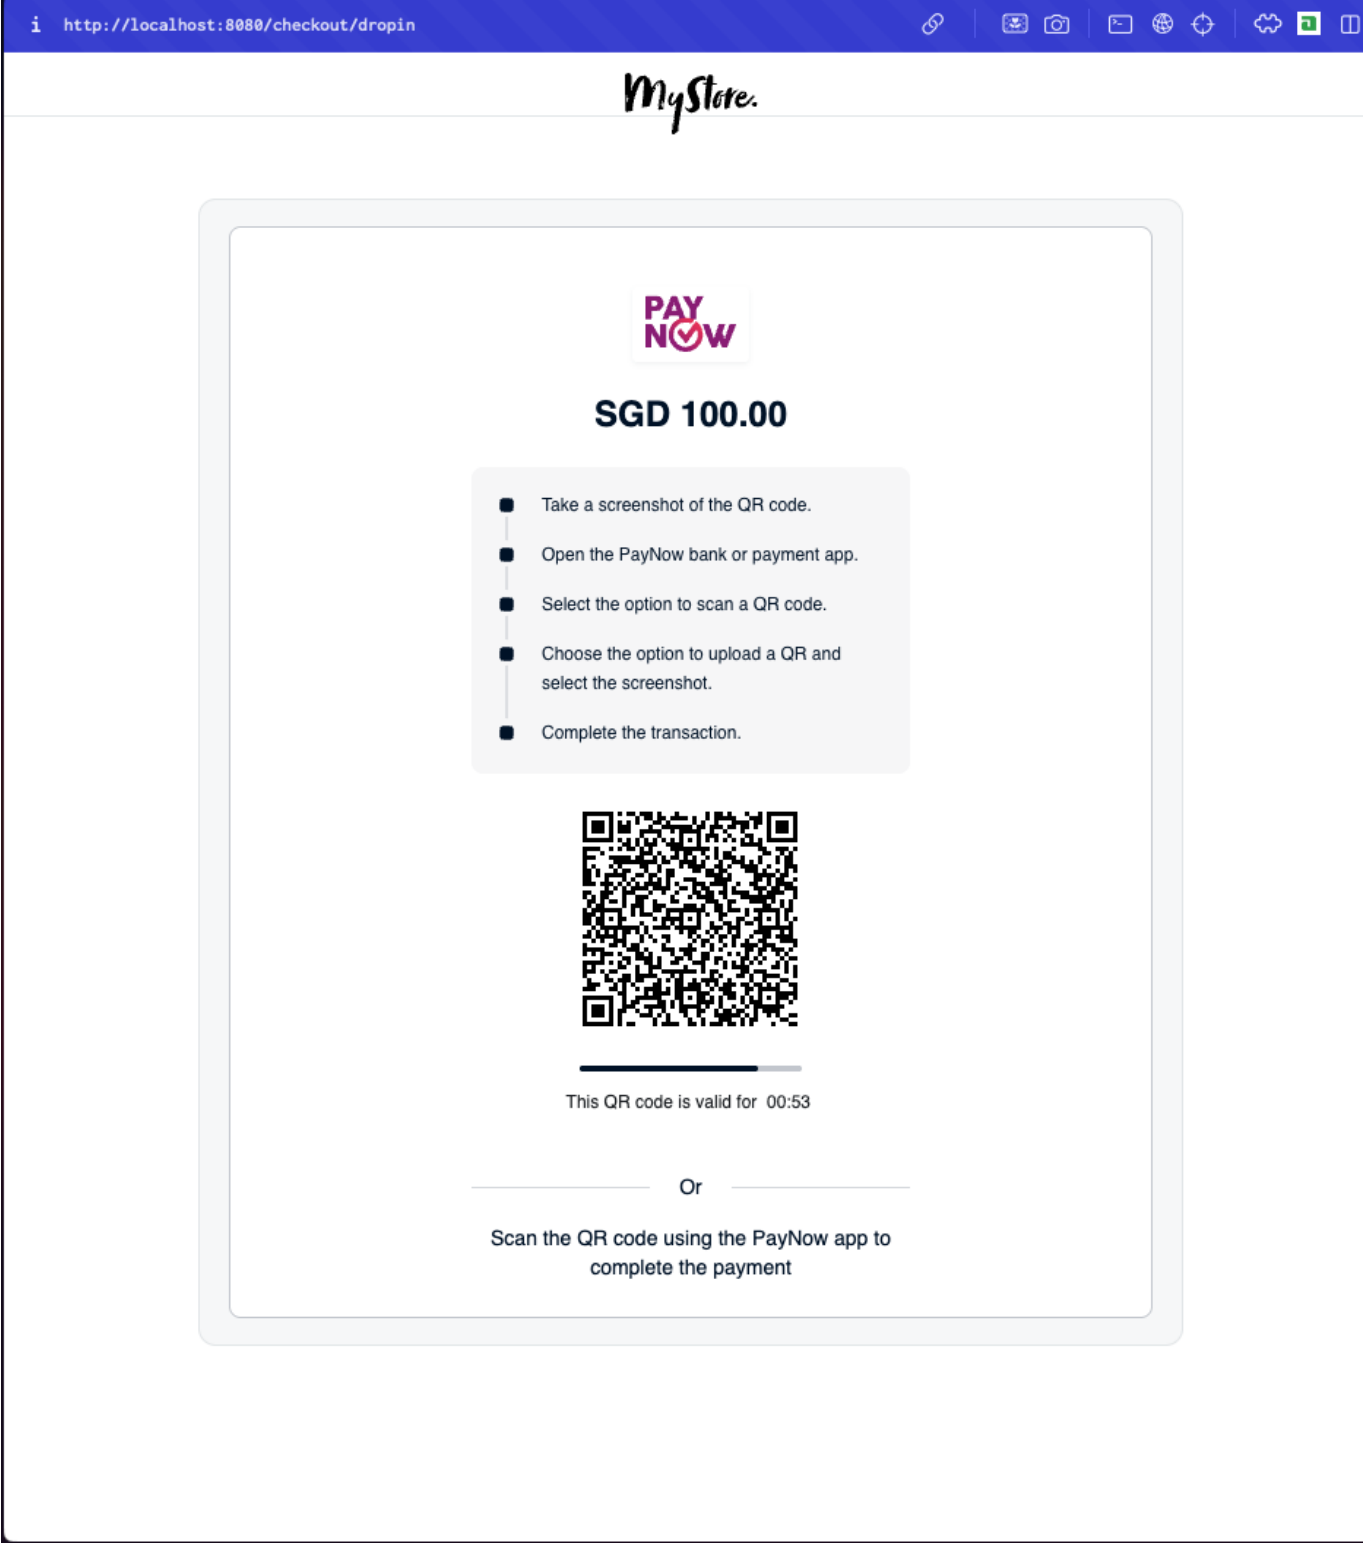 http://localhost:8080/checkout/dropin
MyStore.
PAY
NOW
SGD 100.00
Take a screenshot of the QR code.
Open the PayNow bank or payment app.
Select the option to scan a QR code.
Choose the option to upload a QR and
select the screenshot.
Complete the transaction.
This QR code is valid for 00:53
Or
Scan the QR code using the PayNow app to
complete the payment